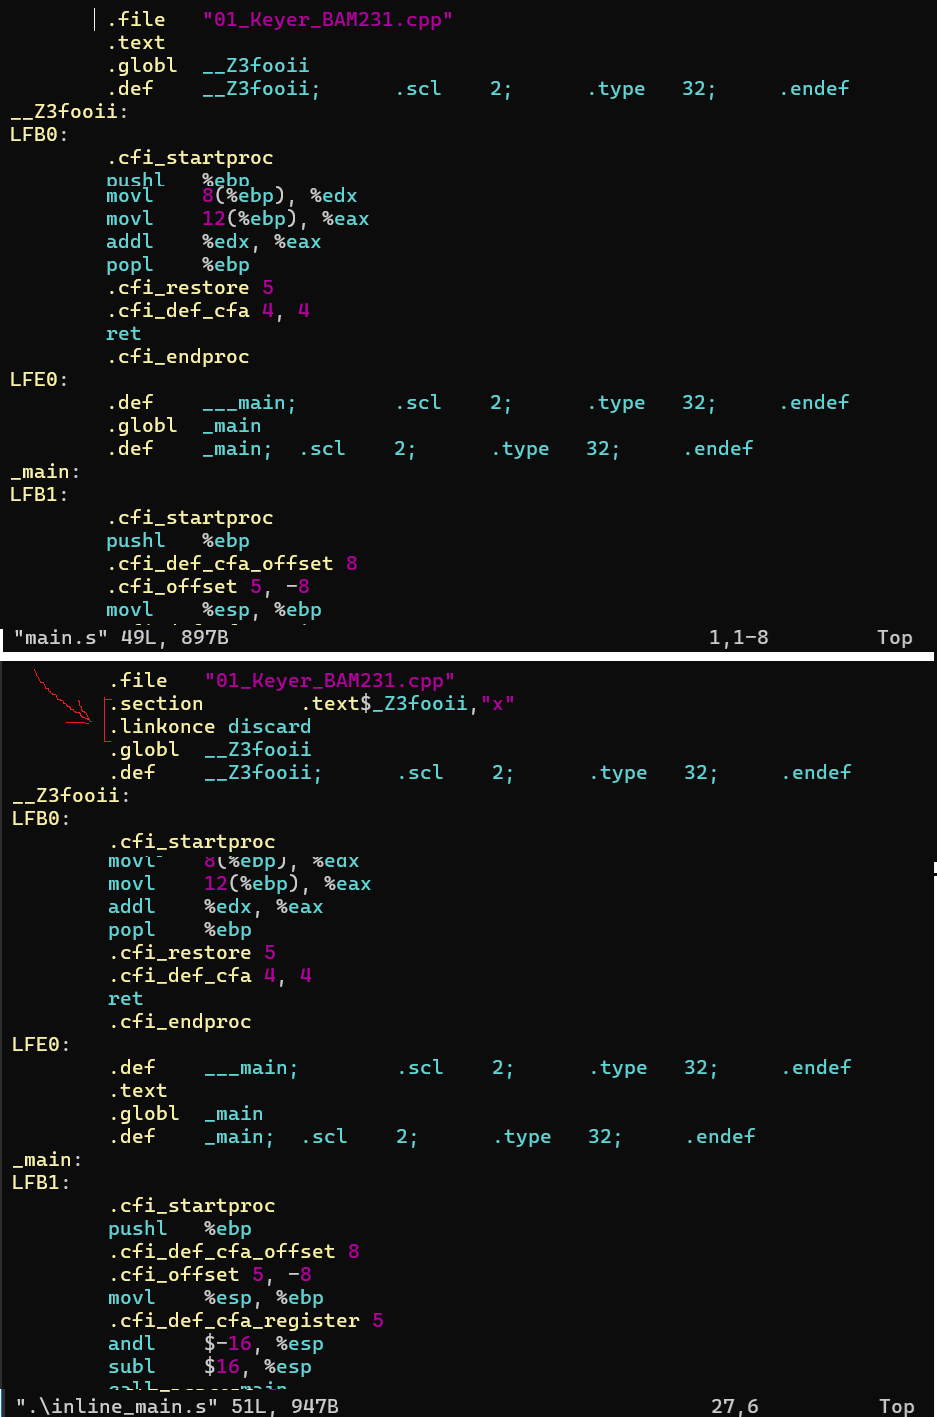 .file "01_Keyer_BAM231.cpp"
.text
.globl __Z3fooii
.def __Z3fooii; .scl 2; .type 32; .endef
__Z3fooii:
LFB0:
.cfi_startproc
pushl %ebp
movl 8(%ebp), %edx
movl 12(%ebp), %eax
addl %edx, %eax
popl %ebp
.cfi_restore 5
.cfi_def_cfa 4, 4
ret
.cfi_endproc
LFE0:
.def ___main; .scl 2; .type 32; .endef
.globl _main
.def _main; .scl 2; .type 32; .endef
_main:
LFB1:
.cfi_startproc
pushl %ebp
.cfi_def_cfa_offset 8
.cfi_offset 5, -8
movl %esp, %ebp
"main.s" 49L, 897B 1,1-8 Top
.file "01_Keyer_BAM231.cpp"
.section .text$_Z3fooii,"x"
.linkonce discard
.globl __Z3fooii
.def __Z3fooii; .scl 2; .type 32; .endef
__Z3fooii:
LFB0:
.cfi_startproc
movl 8(%ebp), %edx
movl 12(%ebp), %eax
addl %edx, %eax
popl %ebp
.cfi_restore 5
.cfi_def_cfa 4, 4
ret
.cfi_endproc
LFE0:
.def ___main; .scl 2; .type 32; .endef
.text
.globl _main
.def _main; .scl 2; .type 32; .endef
_main:
LFB1:
.cfi_startproc
pushl %ebp
.cfi_def_cfa_offset 8
.cfi_offset 5, -8
movl %esp, %ebp
.cfi_def_cfa_register 5
andl $-16, %esp
subl $16, %esp
".\inline_main.s" 51L, 947B 27,6 Top